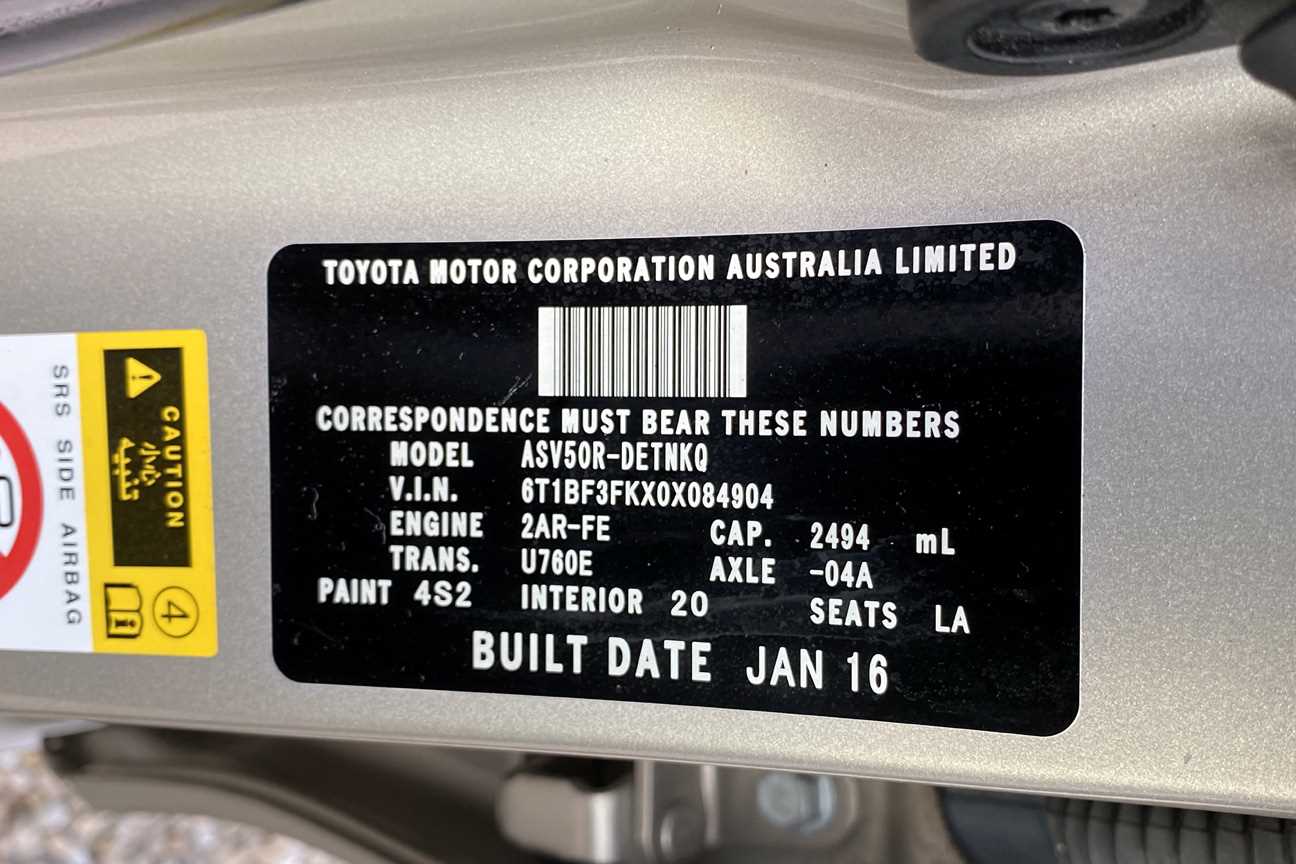 TOYOTA MOTOR CORPORATION AUSTRALIA LIMITED
CORRESPONDENCE MUST BEAR THESE NUMBERS
MODEL ASV50R-DETNKQ
V.I.N. 6T1BF3FKX0X084904
ENGINE 2AR-FE CAP. 2494 mL
TRANS. U760E AXLE -04A
PAINT 4S2 INTERIOR 20 SEATS LA
BUILT DATE JAN 16
CAUTION
تنبيه
SRS SIDE AIRBAG
4